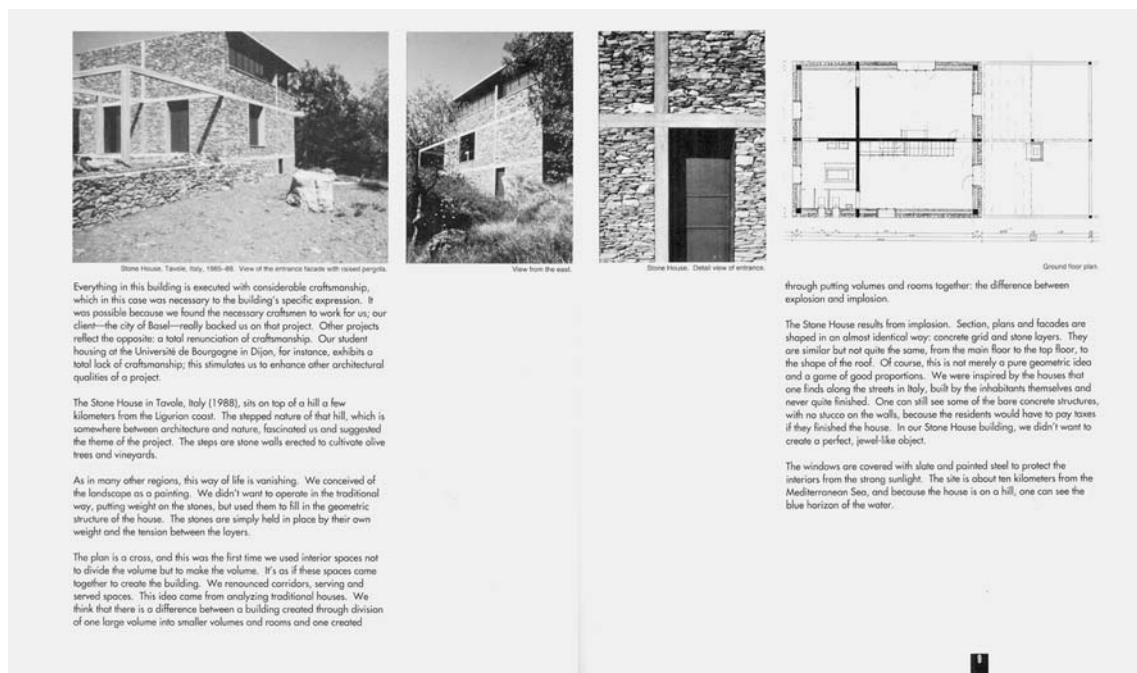 Stone House, Tavole, Italy, 1985–88. View of the entrance facade with raised pergola.
View from the east.
Stone House. Detail view of entrance.
Ground floor plan.
Everything in this building is executed with considerable craftsmanship,
which in this case was necessary to the building's specific expression. It
was possible because we found the necessary craftsmen to work for us; our
client—the city of Basel—really backed us on that project. Other projects
reflect the opposite: a total renunciation of craftsmanship. Our student
housing at the Université de Bourgogne in Dijon, for instance, exhibits a
total lack of craftsmanship; this stimulates us to enhance other architectural
qualities of a project.
The Stone House in Tavole, Italy (1988), sits on top of a hill a few
kilometers from the Ligurian coast. The stepped nature of that hill, which is
somewhere between architecture and nature, fascinated us and suggested
the theme of the project. The steps are stone walls erected to cultivate olive
trees and vineyards.
As in many other regions, this way of life is vanishing. We conceived of
the landscape as a painting. We didn't want to operate in the traditional
way, putting weight on the stones, but used them to fill in the geometric
structure of the house. The stones are simply held in place by their own
weight and the tension between the layers.
The plan is a cross, and this was the first time we used interior spaces not
to divide the volume but to make the volume. It's as if these spaces came
together to create the building. We renounced corridors, serving and
served spaces. This idea came from analyzing traditional houses. We
think that there is a difference between a building created through division
of one large volume into smaller volumes and rooms and one created
through putting volumes and rooms together: the difference between
explosion and implosion.
The Stone House results from implosion. Section, plans and facades are
shaped in an almost identical way: concrete grid and stone layers. They
are similar but not quite the same, from the main floor to the top floor, to
the shape of the roof. Of course, this is not merely a pure geometric idea
and a game of good proportions. We were inspired by the houses that
one finds along the streets in Italy, built by the inhabitants themselves and
never quite finished. One can still see some of the bare concrete structures,
with no stucco on the walls, because the residents would have to pay taxes
if they finished the house. In our Stone House building, we didn't want to
create a perfect, jewel-like object.
The windows are covered with slate and painted steel to protect the
interiors from the strong sunlight. The site is about ten kilometers from the
Mediterranean Sea, and because the house is on a hill, one can see the
blue horizon of the water.